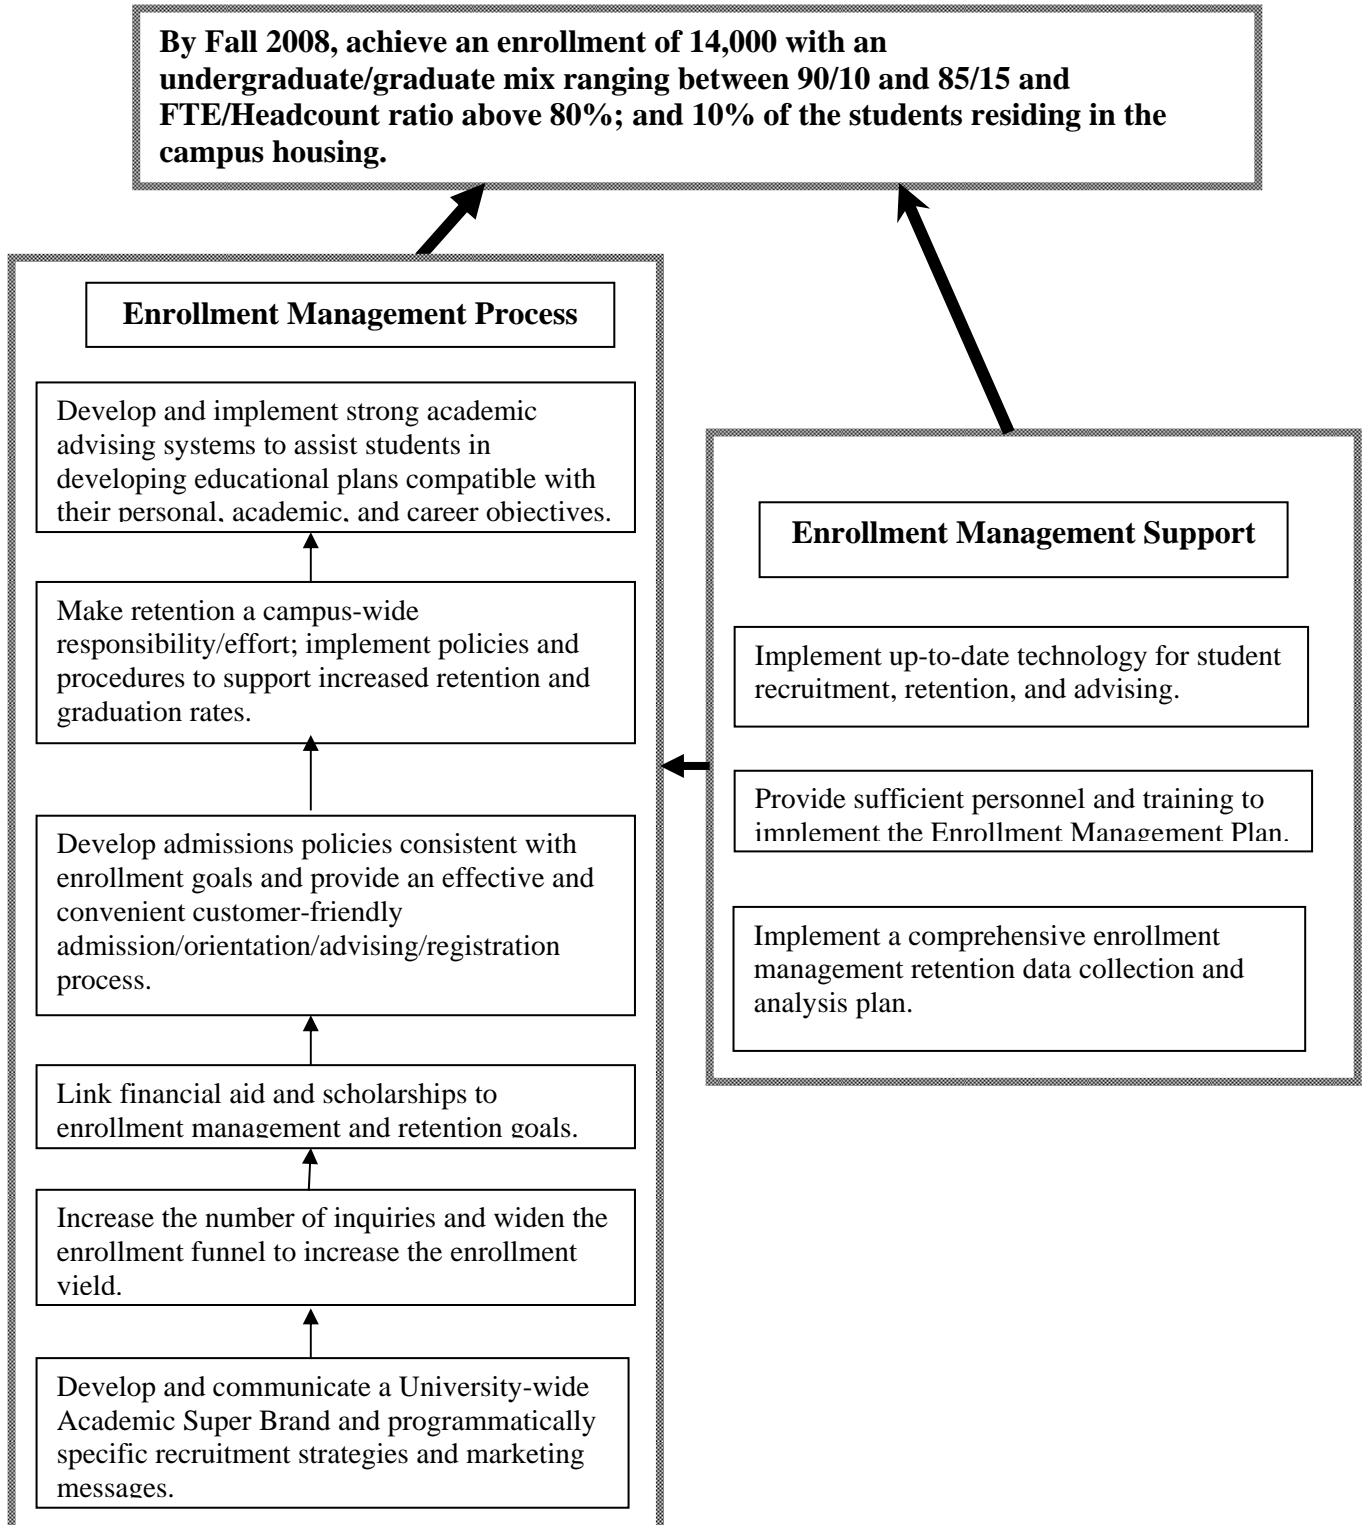 By Fall 2008, achieve an enrollment of 14,000 with an
undergraduate/graduate mix ranging between 90/10 and 85/15 and
FTE/Headcount ratio above 80%; and 10% of the students residing in the
campus housing.
Enrollment Management Process
Develop and implement strong academic
advising systems to assist students in
developing educational plans compatible with
their personal, academic, and career objectives.
Make retention a campus-wide
responsibility/effort; implement policies and
procedures to support increased retention and
graduation rates.
Develop admissions policies consistent with
enrollment goals and provide an effective and
convenient customer-friendly
admission/orientation/advising/registration
process.
Link financial aid and scholarships to
enrollment management and retention goals.
Increase the number of inquiries and widen the
enrollment funnel to increase the enrollment
yield.
Develop and communicate a University-wide
Academic Super Brand and programmatically
specific recruitment strategies and marketing
messages.
Enrollment Management Support
Implement up-to-date technology for student
recruitment, retention, and advising.
Provide sufficient personnel and training to
implement the Enrollment Management Plan.
Implement a comprehensive enrollment
management retention data collection and
analysis plan.